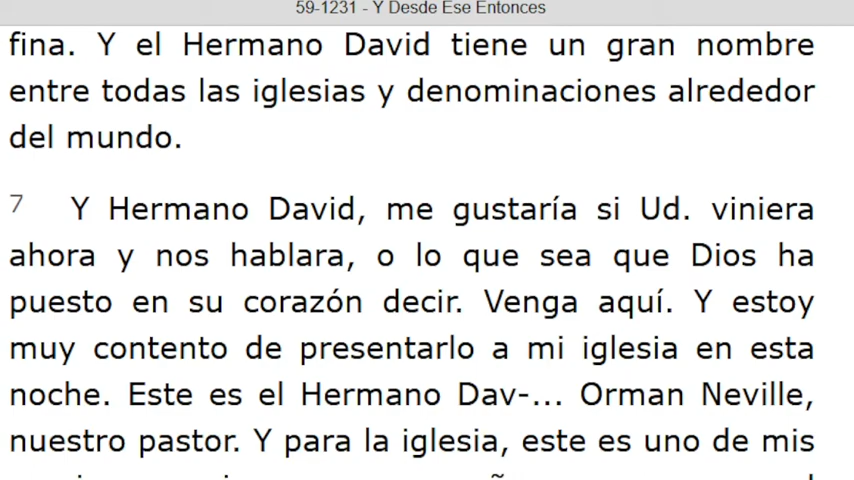 59-1231 - Y Desde Ese Entonces
fina. Y el Hermano David tiene un gran nombre
entre todas las iglesias y denominaciones alrededor
del mundo.
7 Y Hermano David, me gustaría si Ud. viniera
ahora y nos hablara, o lo que sea que Dios ha
puesto en su corazón decir. Venga aquí. Y estoy
muy contento de presentarlo a mi iglesia en esta
noche. Este es el Hermano Dav-... Orman Neville,
nuestro pastor. Y para la iglesia, este es uno de mis